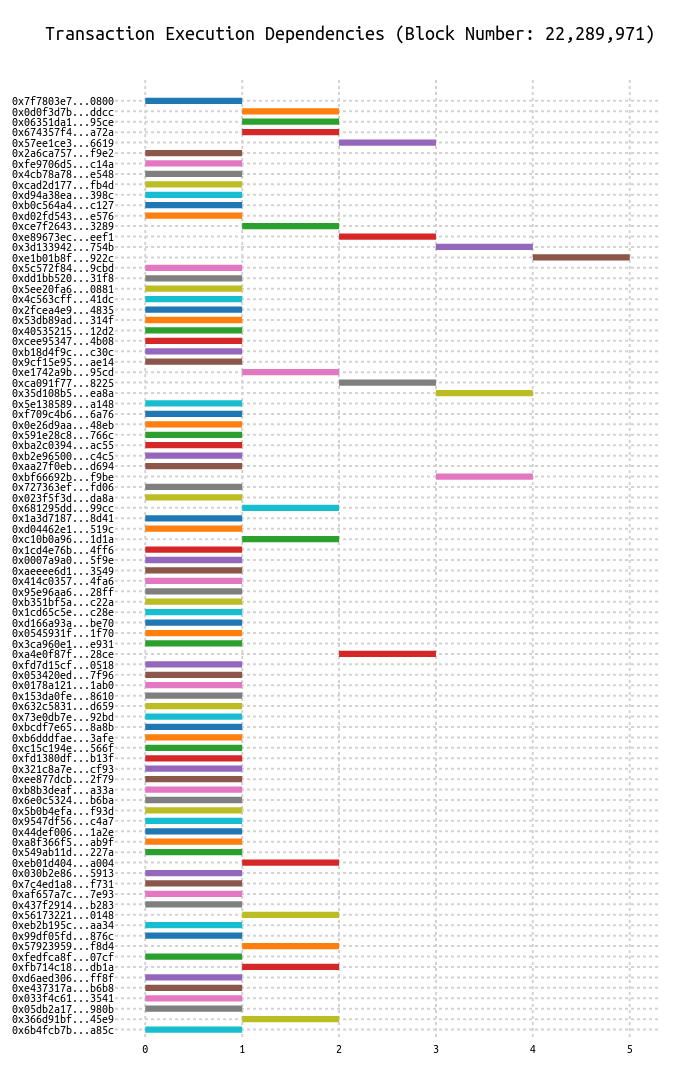 Transaction Execution Dependencies (Block Number: 22,289,971)
0x7f7803e7...0800
0x0d0f3d7b...ddcc
0x06351da1...95ce
0x674357f4...a72a
0x57ee1ce3...6619
0x2a6ca757...f9e2
0xfe9706d5...c14a
0x4cb78a78...e548
0xcad2d177...fb4d
0xd94a38ea...398c
0xb0c564a4...c127
0xd02fd543...e576
0xce7f2643...3289
0xe89673ec...eef1
0x3d133942...754b
0xe1b01b8f...922c
0x5c572f84...9cbd
0xdd1bb520...31f8
0x5ee20fa6...0881
0x4c563cff...41dc
0x2fcea4e9...4835
0x53db89ad...314f
0x40535215...12d2
0xcee95347...4b08
0xb18d4f9c...c30c
0x9cf15e95...ae14
0xe1742a9b...95cd
0xca091f77...8225
0x35d108b5...ea8a
0x5e138589...a148
0xf709c4b6...6a76
0x0e26d9aa...48eb
0x591e28c8...766c
0xba2c0394...ac55
0xb2e96500...c4c5
0xaa27f0eb...d694
0xbf66692b...f9be
0x727363ef...fd06
0x023f5f3d...da8a
0x681295dd...99cc
0x1a3d7187...8d41
0xd04462e1...519c
0xc10b0a96...1d1a
0x1cd4e76b...4ff6
0x0007a9a0...5f9e
0xaeeee6d1...3549
0x414c0357...4fa6
0x95e96aa6...28ff
0xb351bf5a...c22a
0x1cd65c5e...c28e
0xd166a93a...be70
0x0545931f...1f70
0x3ca960e1...e931
0xa4e0f87f...28ce
0xfd7d15cf...0518
0x053420ed...7f96
0x0178a121...1ab0
0x153da0fe...8610
0x632c5831...d659
0x73e0db7e...92bd
0xbcdf7e65...8a8b
0xb6dddfae...3afe
0xc15c194e...566f
0xfd1380df...b13f
0x321c8a7e...cf93
0xee877dcb...2f79
0xb8b3deaf...a33a
0x6e0c5324...b6ba
0x5b0b4efa...f93d
0x9547df56...c4a7
0x44def006...1a2e
0xa8f366f5...ab9f
0x549ab11d...227a
0xeb01d404...a004
0x030b2e86...5913
0x7c4ed1a8...f731
0xaf657a7c...7e93
0x437f2914...b283
0x56173221...0148
0xeb2b195c...aa34
0x99df05fd...876c
0x57923959...f8d4
0xfedfca8f...07cf
0xfb714c18...db1a
0xd6aed306...ff8f
0xe437317a...b6b8
0x033f4c61...3541
0x05db2a17...980b
0x366d91bf...45e9
0x6b4fcb7b...a85c
0 1 2 3 4 5